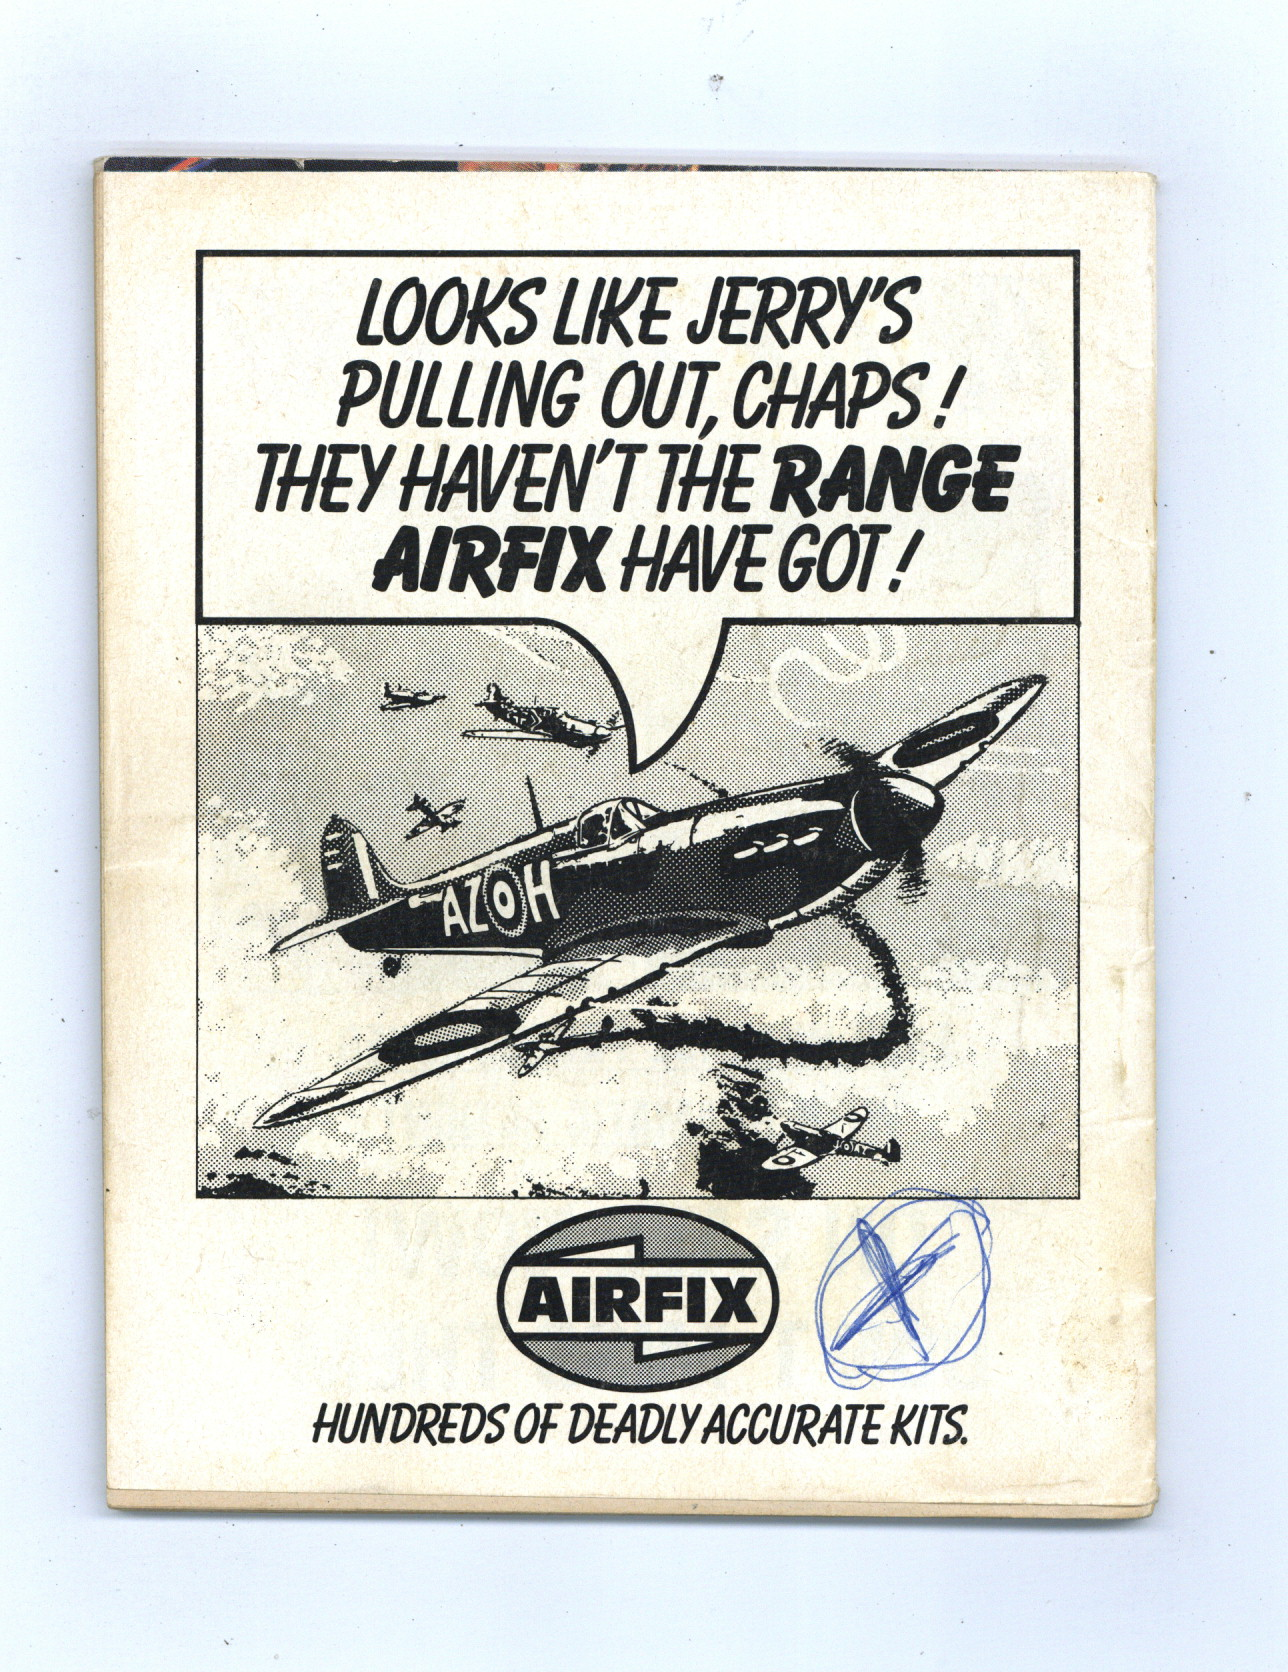 LOOKS LIKE JERRY'S
PULLING OUT, CHAPS!
THEY HAVEN'T THE RANGE
AIRFIX HAVE GOT!
AZ H
AIRFIX
X
HUNDREDS OF DEADLY ACCURATE KITS.